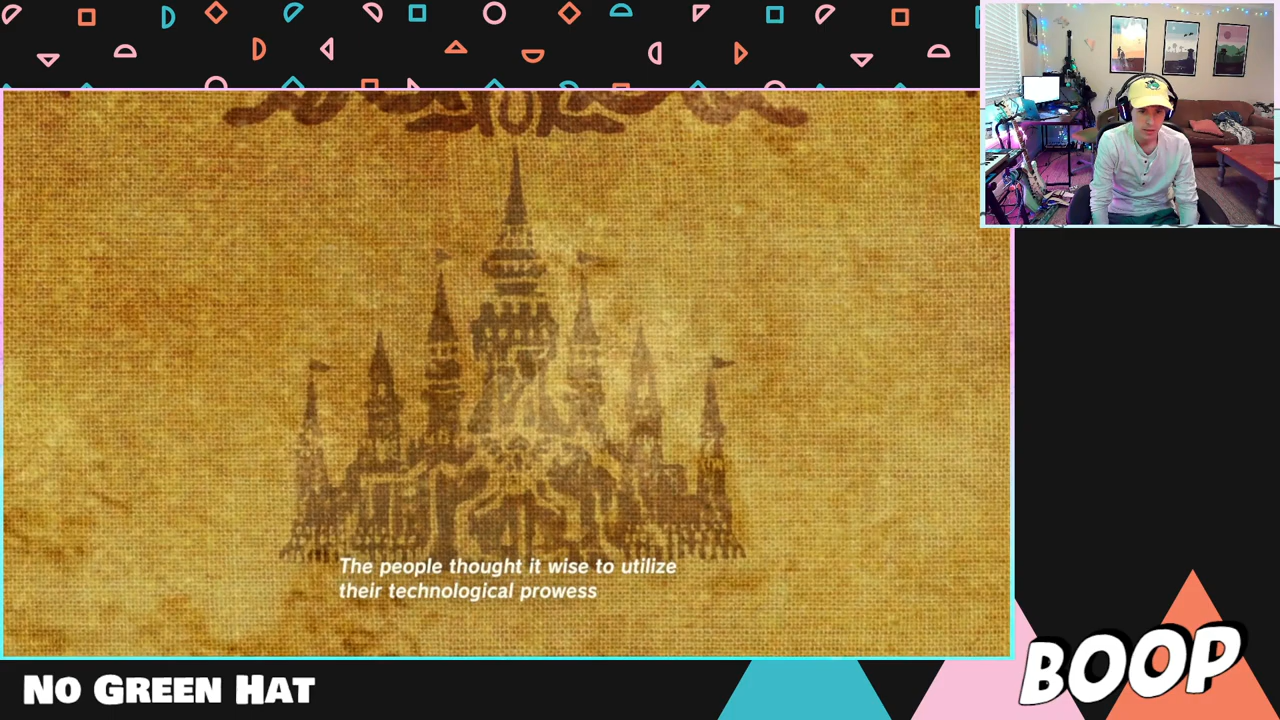 The people thought it wise to utilize
their technological prowess
No Green Hat
BOOP